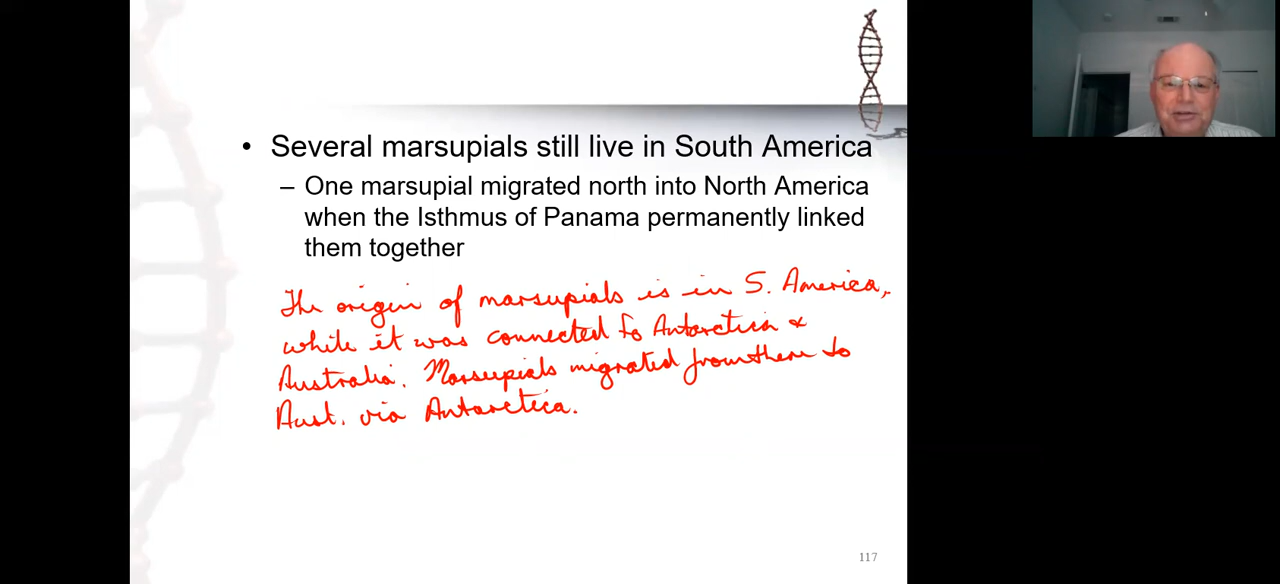 • Several marsupials still live in South America
– One marsupial migrated north into North America
when the Isthmus of Panama permanently linked
them together
The origin of marsupials is in S. America,
while it was connected to Antarctica &
Australia. Marsupials migrated from there to
Aust. via Antarctica.
117